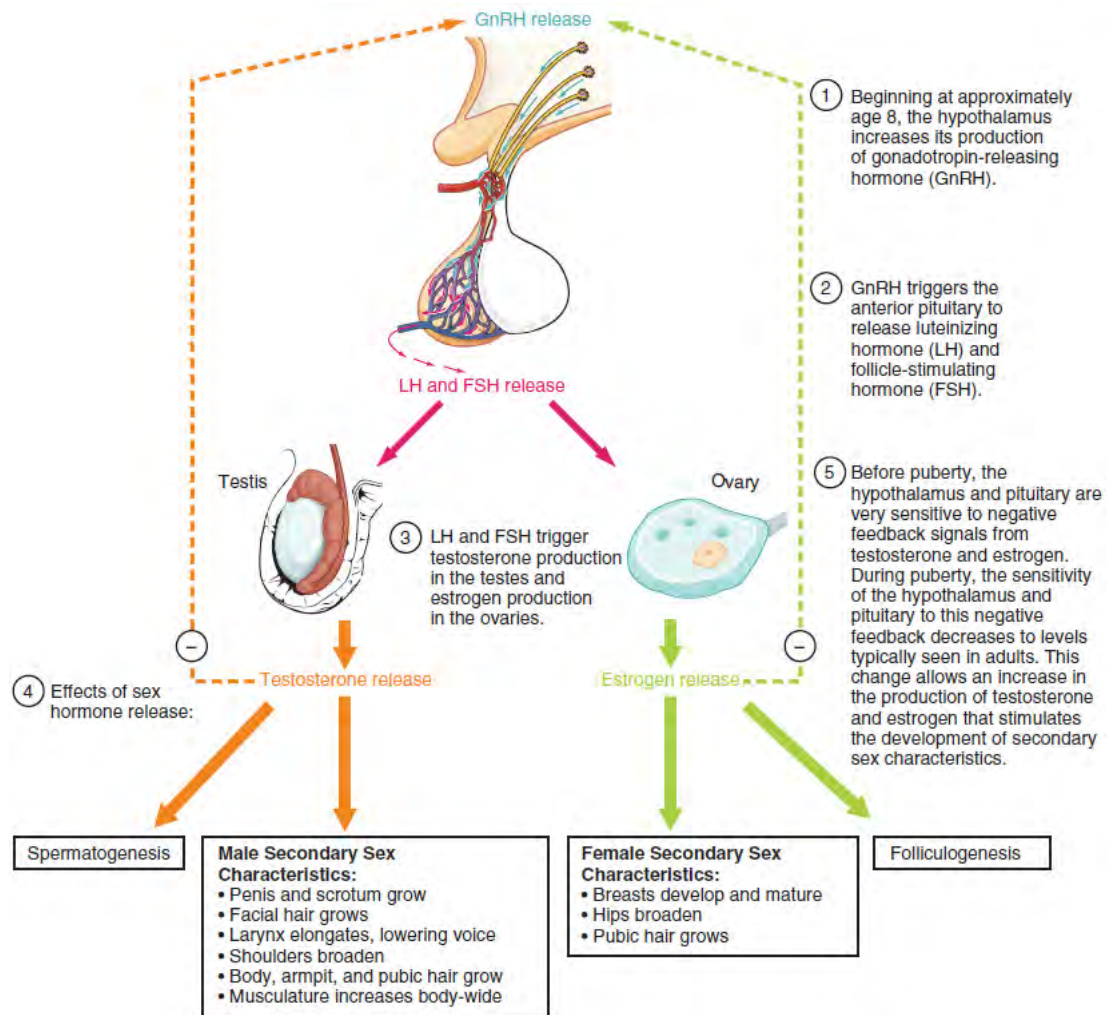 GnRH release
1 Beginning at approximately
age 8, the hypothalamus
increases its production
of gonadotropin-releasing
hormone (GnRH).
2 GnRH triggers the
anterior pituitary to
release luteinizing
hormone (LH) and
follicle-stimulating
hormone (FSH).
LH and FSH release
Testis
Ovary
3 LH and FSH trigger
testosterone production
in the testes and
estrogen production
in the ovaries.
5 Before puberty, the
hypothalamus and pituitary are
very sensitive to negative
feedback signals from
testosterone and estrogen.
During puberty, the sensitivity
of the hypothalamus and
pituitary to this negative
feedback decreases to levels
typically seen in adults. This
change allows an increase in
the production of testosterone
and estrogen that stimulates
the development of secondary
sex characteristics.
–
–
Testosterone release
Estrogen release
4 Effects of sex
hormone release:
Spermatogenesis
Male Secondary Sex
Characteristics:
• Penis and scrotum grow
• Facial hair grows
• Larynx elongates, lowering voice
• Shoulders broaden
• Body, armpit, and pubic hair grow
• Musculature increases body-wide
Female Secondary Sex
Characteristics:
• Breasts develop and mature
• Hips broaden
• Pubic hair grows
Folliculogenesis